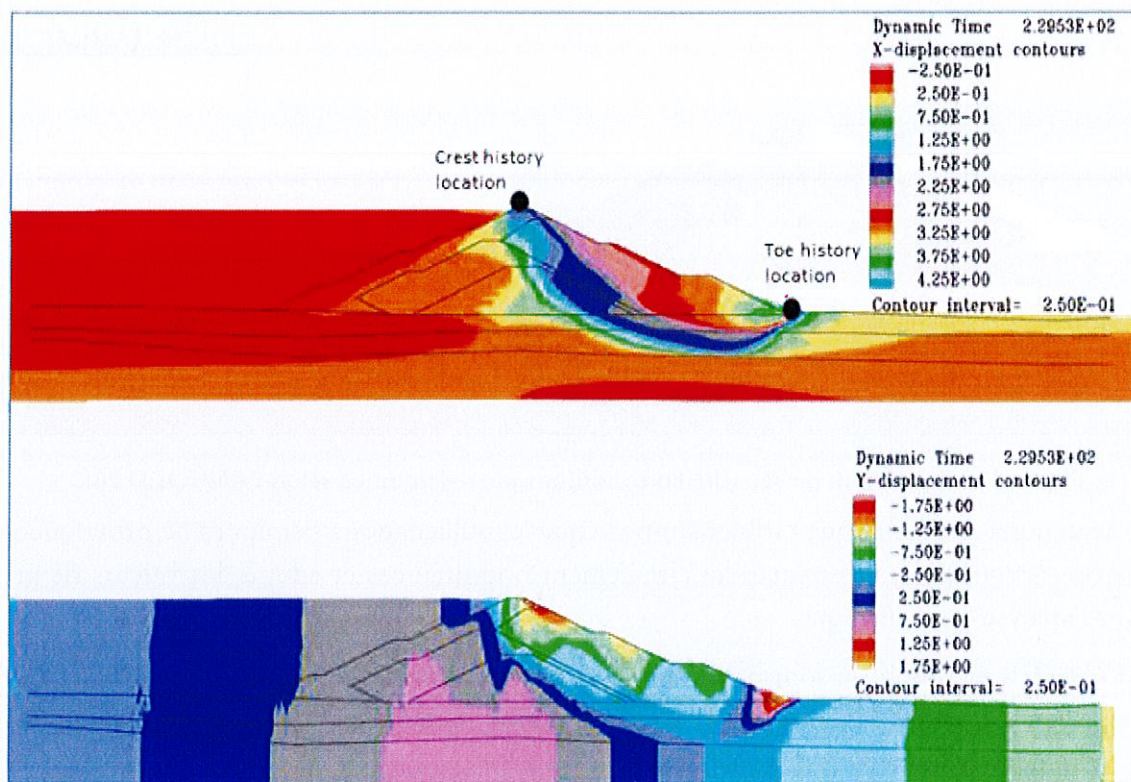 Dynamic Time 2.2953E+02
X-displacement contours
-2.50E-01
2.50E-01
7.50E-01
1.25E+00
1.75E+00
2.25E+00
2.75E+00
3.25E+00
3.75E+00
4.25E+00
Contour interval= 2.50E-01
Crest history
location
Toe history
location
Dynamic Time 2.2953E+02
Y-displacement contours
-1.75E+00
-1.25E+00
-7.50E-01
-2.50E-01
2.50E-01
7.50E-01
1.25E+00
1.75E+00
Contour interval= 2.50E-01